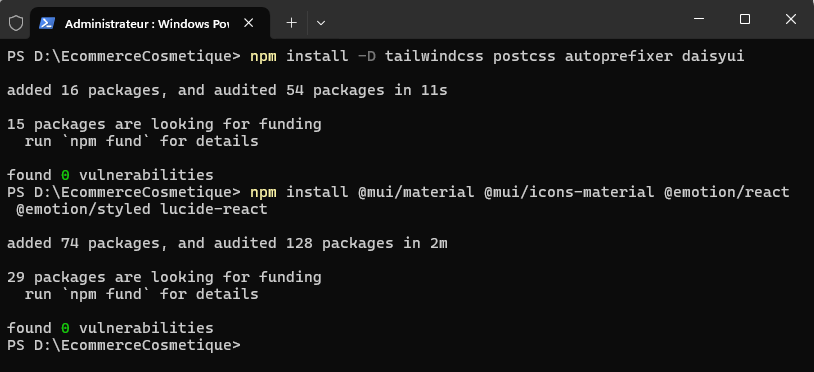 Administrateur : Windows Pov
PS D:\EcommerceCosmetique> npm install -D tailwindcss postcss autoprefixer daisyui
added 16 packages, and audited 54 packages in 11s
15 packages are looking for funding
run `npm fund` for details
found 0 vulnerabilities
PS D:\EcommerceCosmetique> npm install @mui/material @mui/icons-material @emotion/react
@emotion/styled lucide-react
added 74 packages, and audited 128 packages in 2m
29 packages are looking for funding
run `npm fund` for details
found 0 vulnerabilities
PS D:\EcommerceCosmetique>